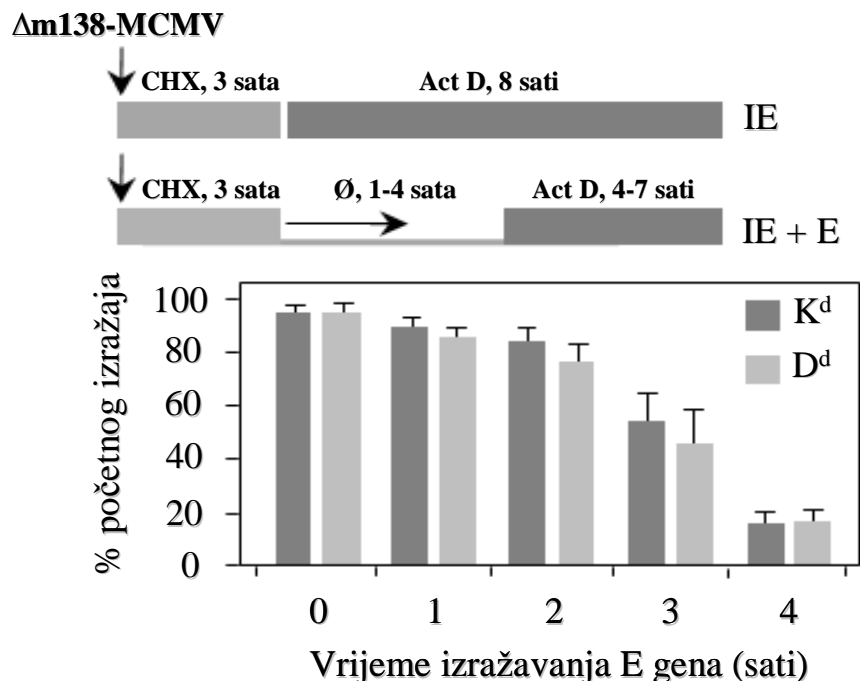 Δm138-MCMV
CHX, 3 sata Act D, 8 sati
IE
CHX, 3 sata Ø, 1-4 sata Act D, 4-7 sati
IE + E
% početnog izražaja
100
80
60
40
20
0
K^d
D^d
0 1 2 3 4
Vrijeme izražavanja E gena (sati)